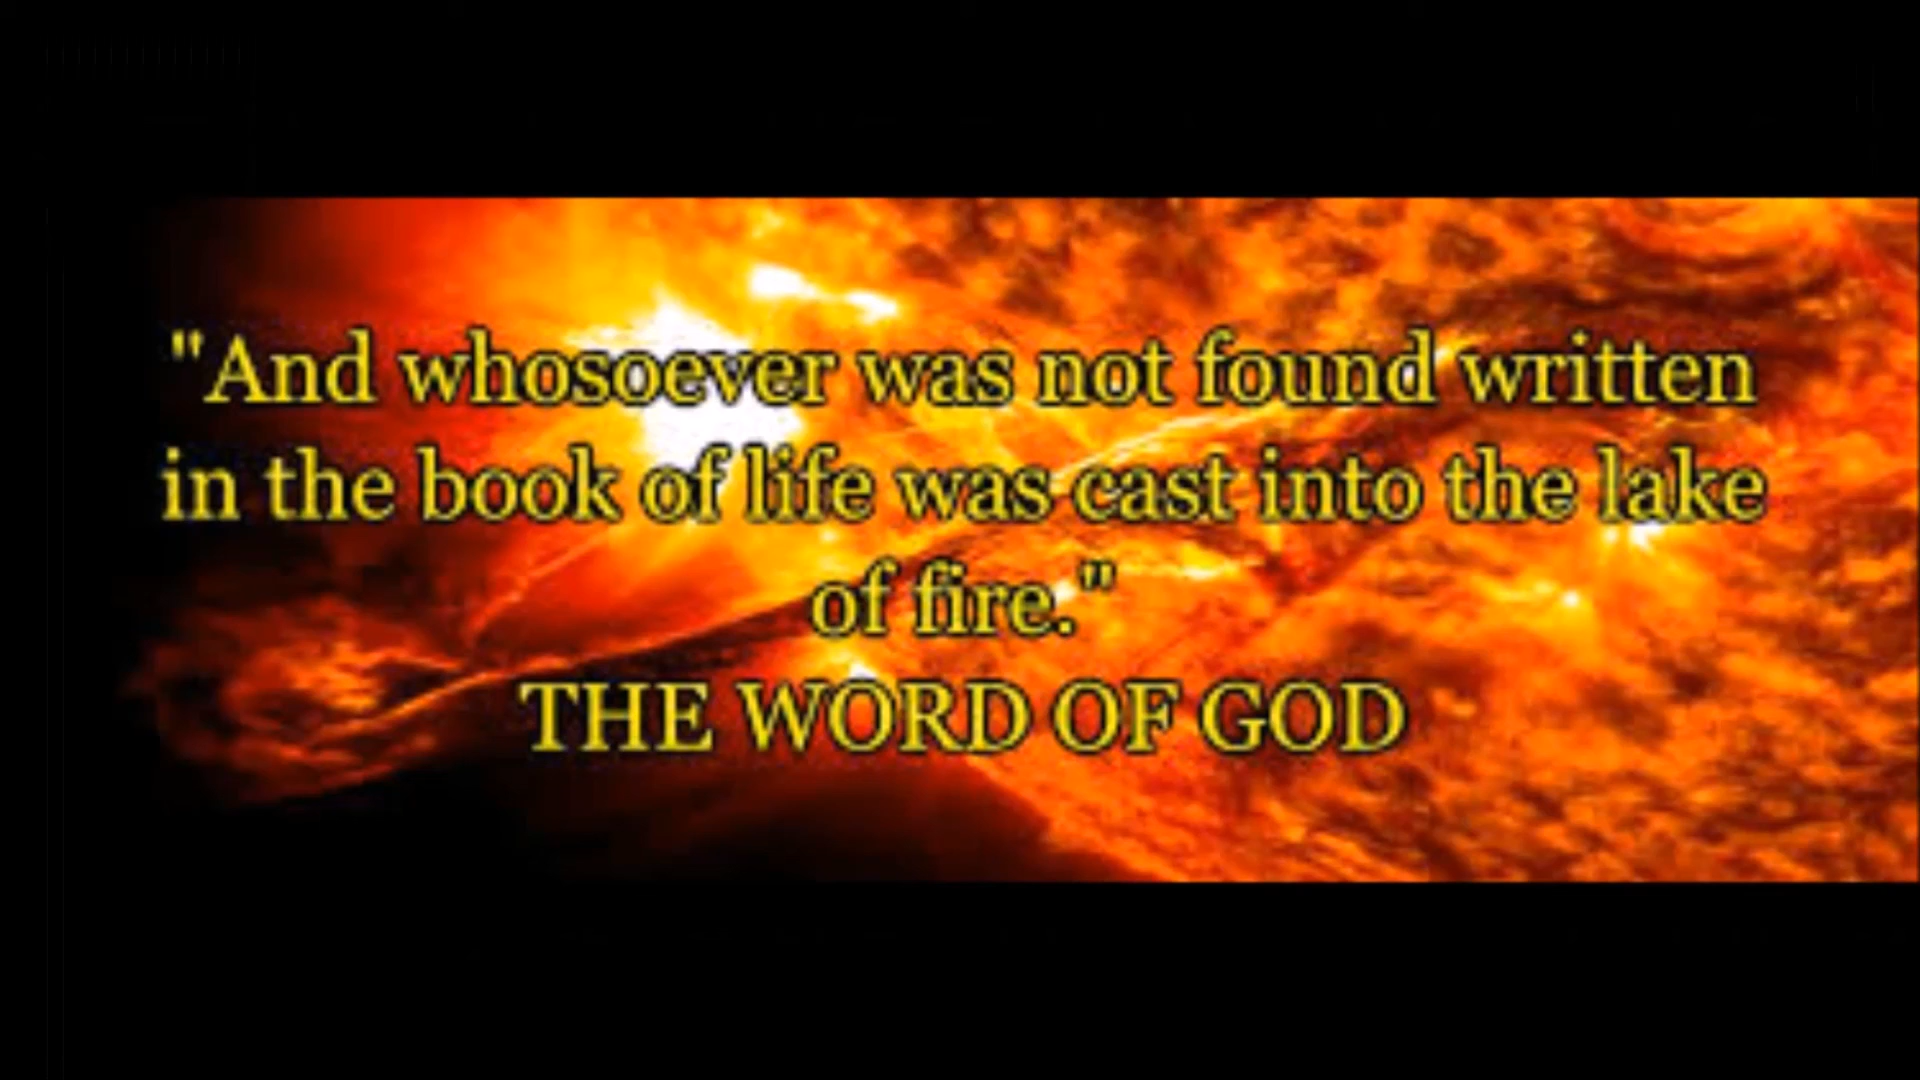 "And whosoever was not found written
in the book of life was cast into the lake
of fire."
THE WORD OF GOD